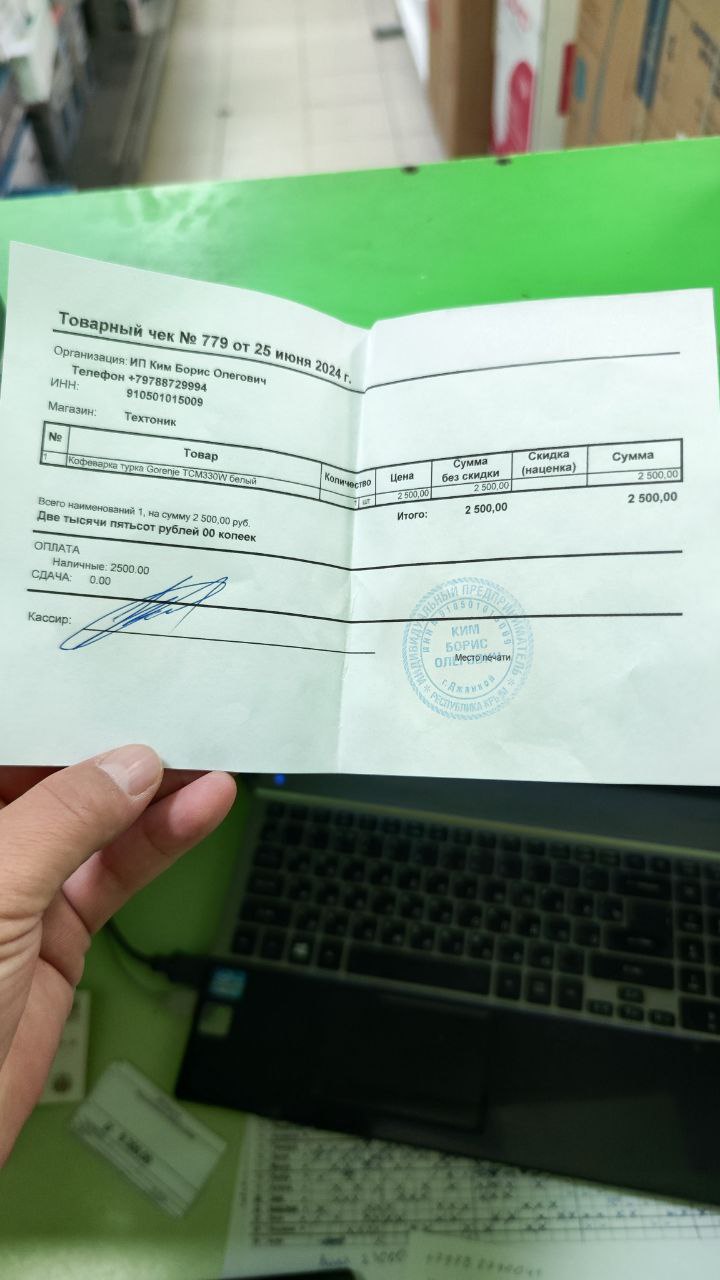 Товарный чек № 779 от 25 июня 2024 г.
Организация: ИП Ким Борис Олегович
Телефон +79788729994
ИНН: 910501015009
Магазин: Техтоник
№ Товар Количество Цена Сумма без скидки Скидка (наценка) Сумма
1 Кофеварка турка Gorenje TCM330W белый 1 шт 2 500,00 2 500,00 2 500,00
Итого: 2 500,00 2 500,00
Всего наименований 1, на сумму 2 500,00 руб.
Две тысячи пятьсот рублей 00 копеек
ОПЛАТА
Наличные: 2500.00
СДАЧА: 0.00
Кассир:
Место печати
ИНДИВИДУАЛЬНЫЙ ПРЕДПРИНИМАТЕЛЬ
ИНН 910501015009
КИМ
БОРИС
ОЛЕГОВИЧ
г.Джанкой
РЕСПУБЛИКА КРЫМ